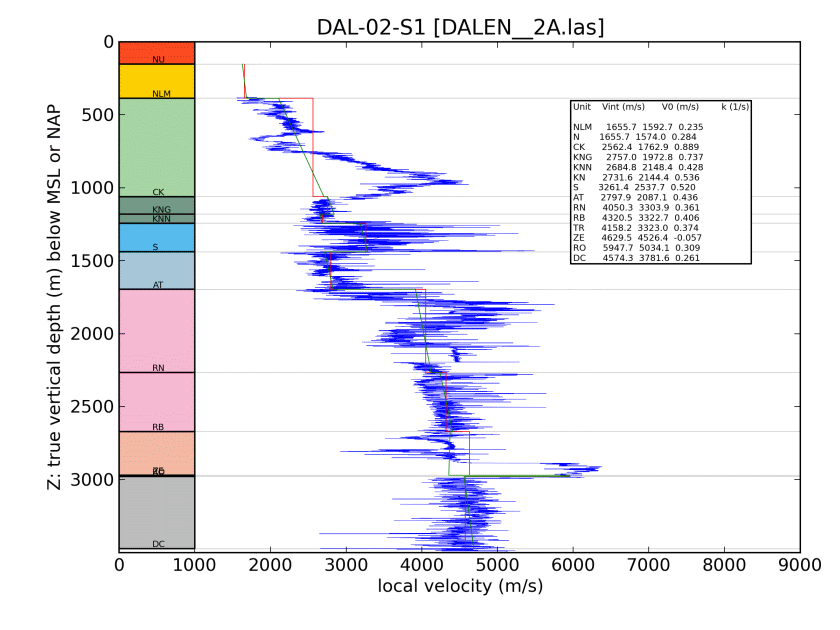 DAL-02-S1 [DALEN__2A.las]
Z: true vertical depth (m) below MSL or NAP
0
500
1000
1500
2000
2500
3000
NU
NLM
CK
KNG
KNN
S
AT
RN
RB
ZE
DC
Unit Vint (m/s) V0 (m/s) k (1/s)
NLM 1655.7 1592.7 0.235
N 1655.7 1574.0 0.284
CK 2562.4 1762.9 0.889
KNG 2757.0 1972.8 0.737
KNN 2684.8 2148.4 0.428
KN 2731.6 2144.4 0.536
S 3261.4 2537.7 0.520
AT 2797.9 2087.1 0.436
RN 4050.3 3303.9 0.361
RB 4320.5 3322.7 0.406
TR 4158.2 3323.0 0.374
ZE 4629.5 4526.4 -0.057
RO 5947.7 5034.1 0.309
DC 4574.3 3781.6 0.261
0 1000 2000 3000 4000 5000 6000 7000 8000 9000
local velocity (m/s)